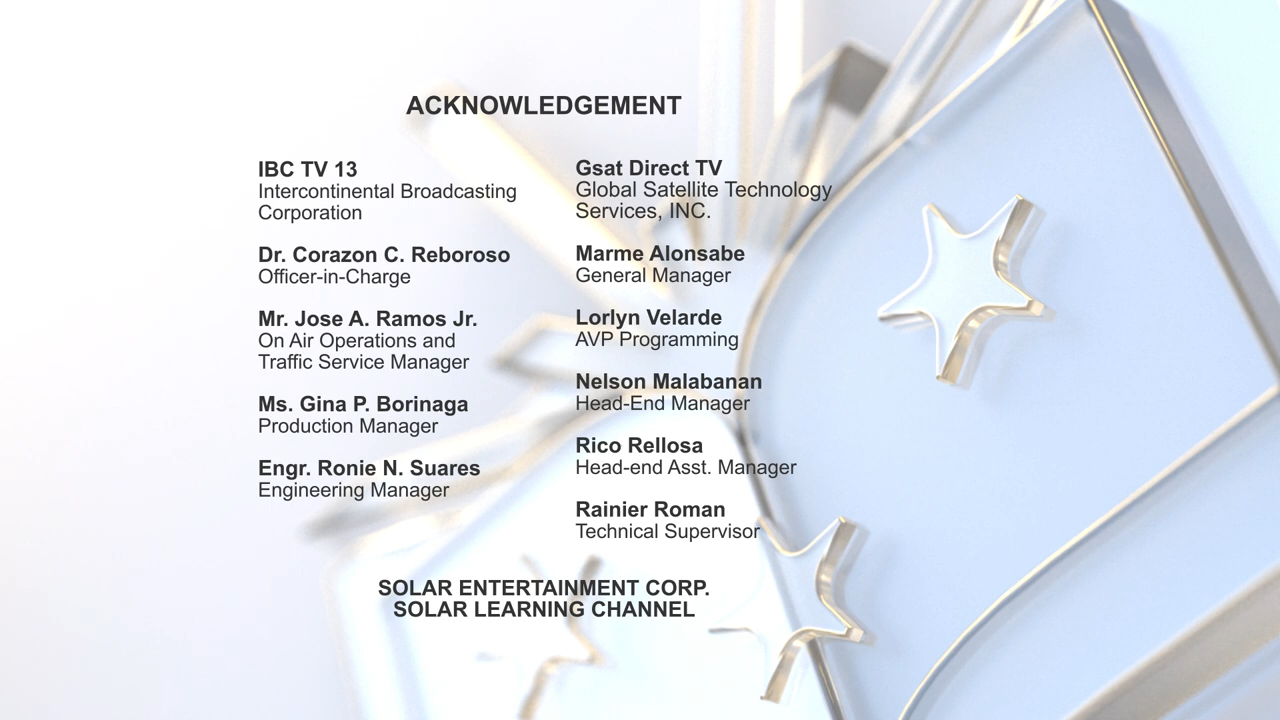 ACKNOWLEDGEMENT
IBC TV 13
Intercontinental Broadcasting
Corporation
Dr. Corazon C. Reboroso
Officer-in-Charge
Mr. Jose A. Ramos Jr.
On Air Operations and
Traffic Service Manager
Ms. Gina P. Borinaga
Production Manager
Engr. Ronie N. Suares
Engineering Manager
Gsat Direct TV
Global Satellite Technology
Services, INC.
Marme Alonsabe
General Manager
Lorlyn Velarde
AVP Programming
Nelson Malabanan
Head-End Manager
Rico Rellosa
Head-end Asst. Manager
Rainier Roman
Technical Supervisor
SOLAR ENTERTAINMENT CORP.
SOLAR LEARNING CHANNEL